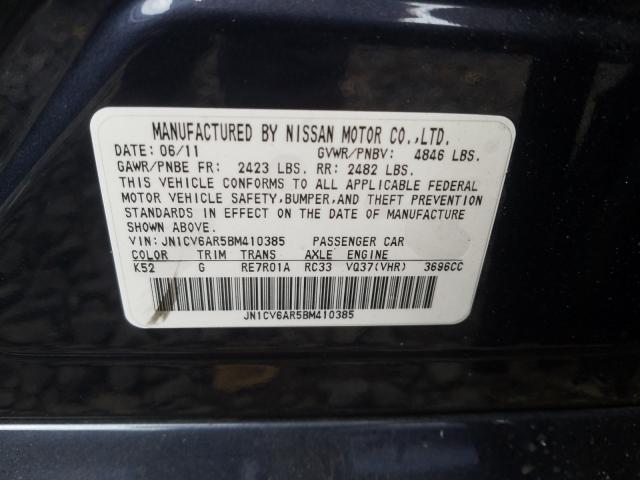 MANUFACTURED BY NISSAN MOTOR CO.,LTD.
DATE: 06/11 GVWR/PNBV: 4846 LBS.
GAWR/PNBE FR: 2423 LBS. RR: 2482 LBS.
THIS VEHICLE CONFORMS TO ALL APPLICABLE FEDERAL
MOTOR VEHICLE SAFETY,BUMPER,AND THEFT PREVENTION
STANDARDS IN EFFECT ON THE DATE OF MANUFACTURE
SHOWN ABOVE.
VIN: JN1CV6AR5BM410385 PASSENGER CAR
COLOR TRIM TRANS AXLE ENGINE
K52 G RE7R01A RC33 VQ37(VHR) 3696CC
JN1CV6AR5BM410385